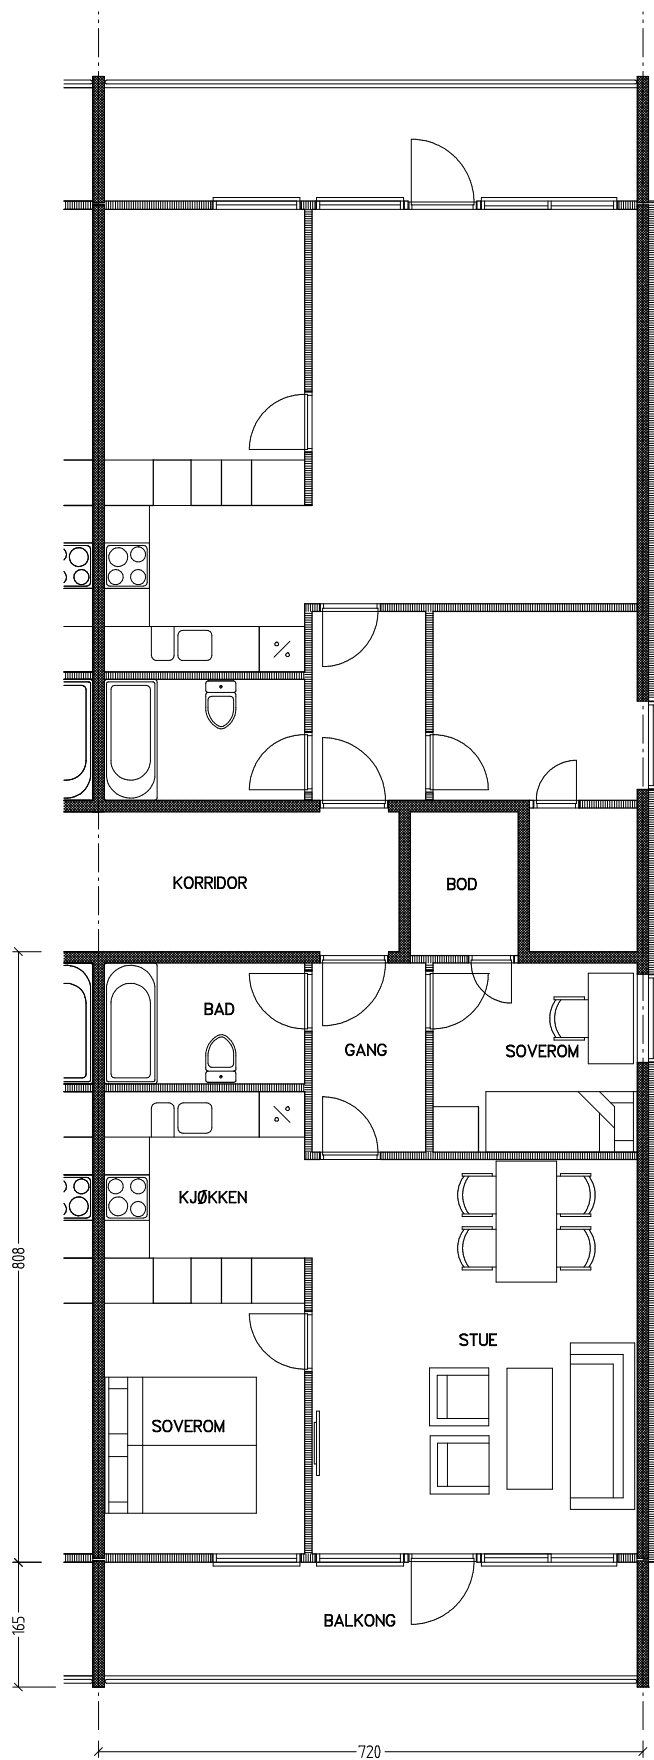 KORRIDOR
BOD
BAD
GANG
SOVEROM
KJØKKEN
808
STUE
SOVEROM
165
BALKONG
720